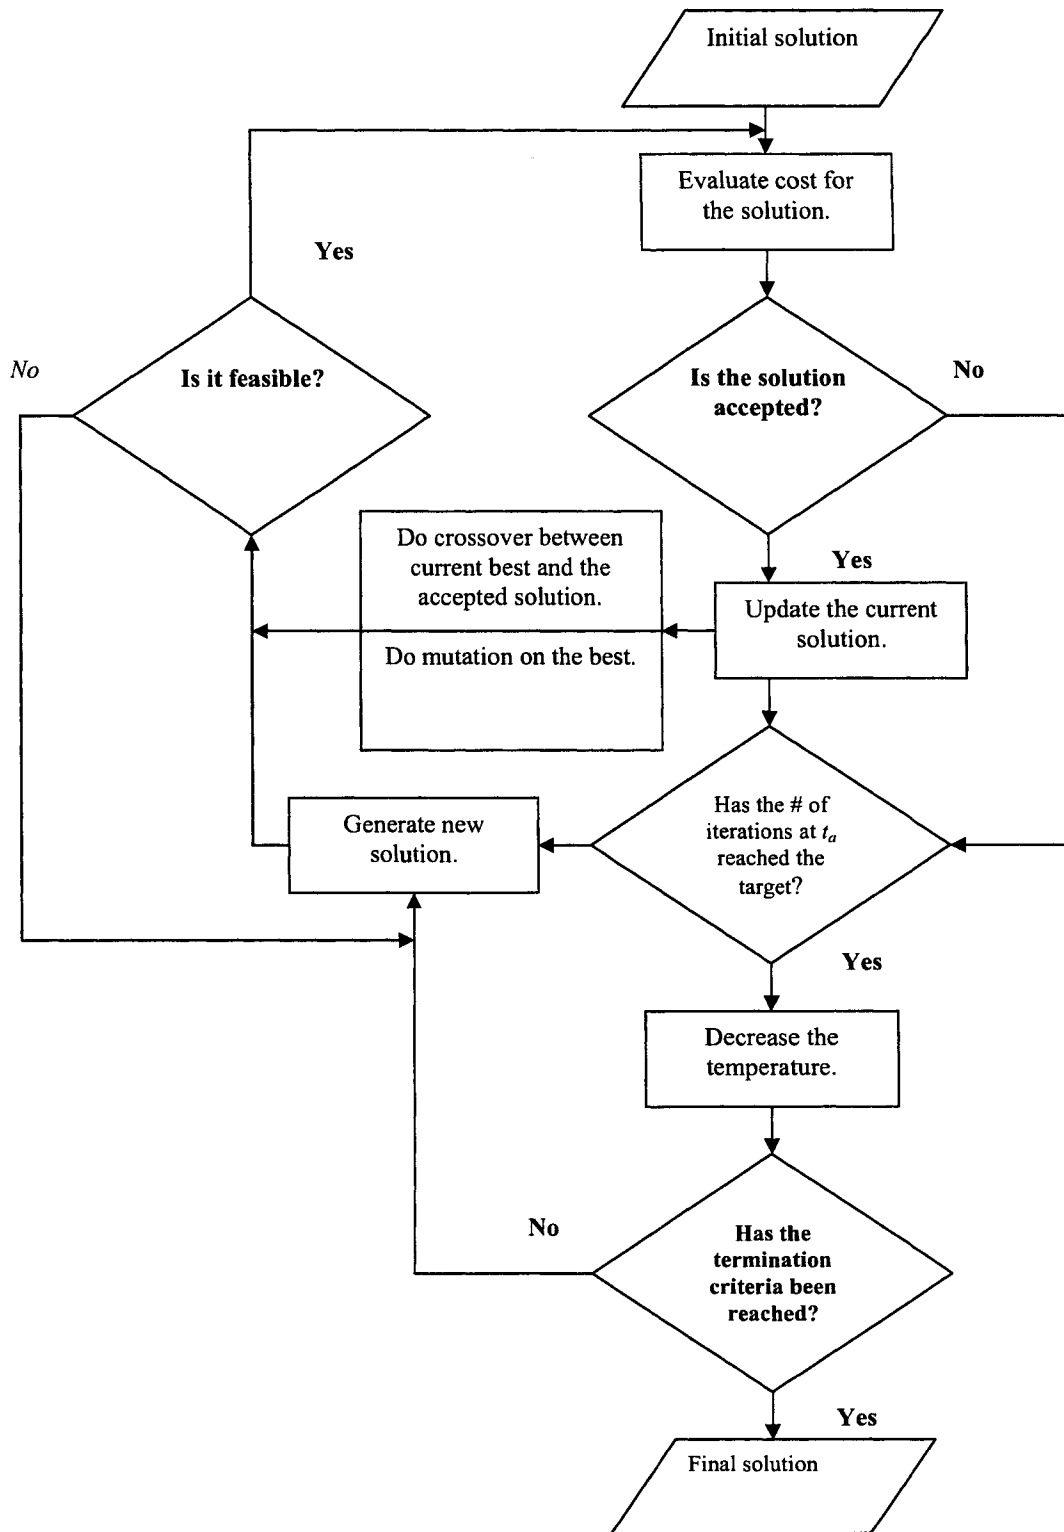 Initial solution
Evaluate cost for
the solution.
Yes
No
Is it feasible?
Is the solution
accepted?
No
Do crossover between
current best and the
accepted solution.
Do mutation on the best.
Yes
Update the current
solution.
Has the # of
iterations at tₐ
reached the
target?
Generate new
solution.
Yes
Decrease the
temperature.
No
Has the
termination
criteria been
reached?
Yes
Final solution